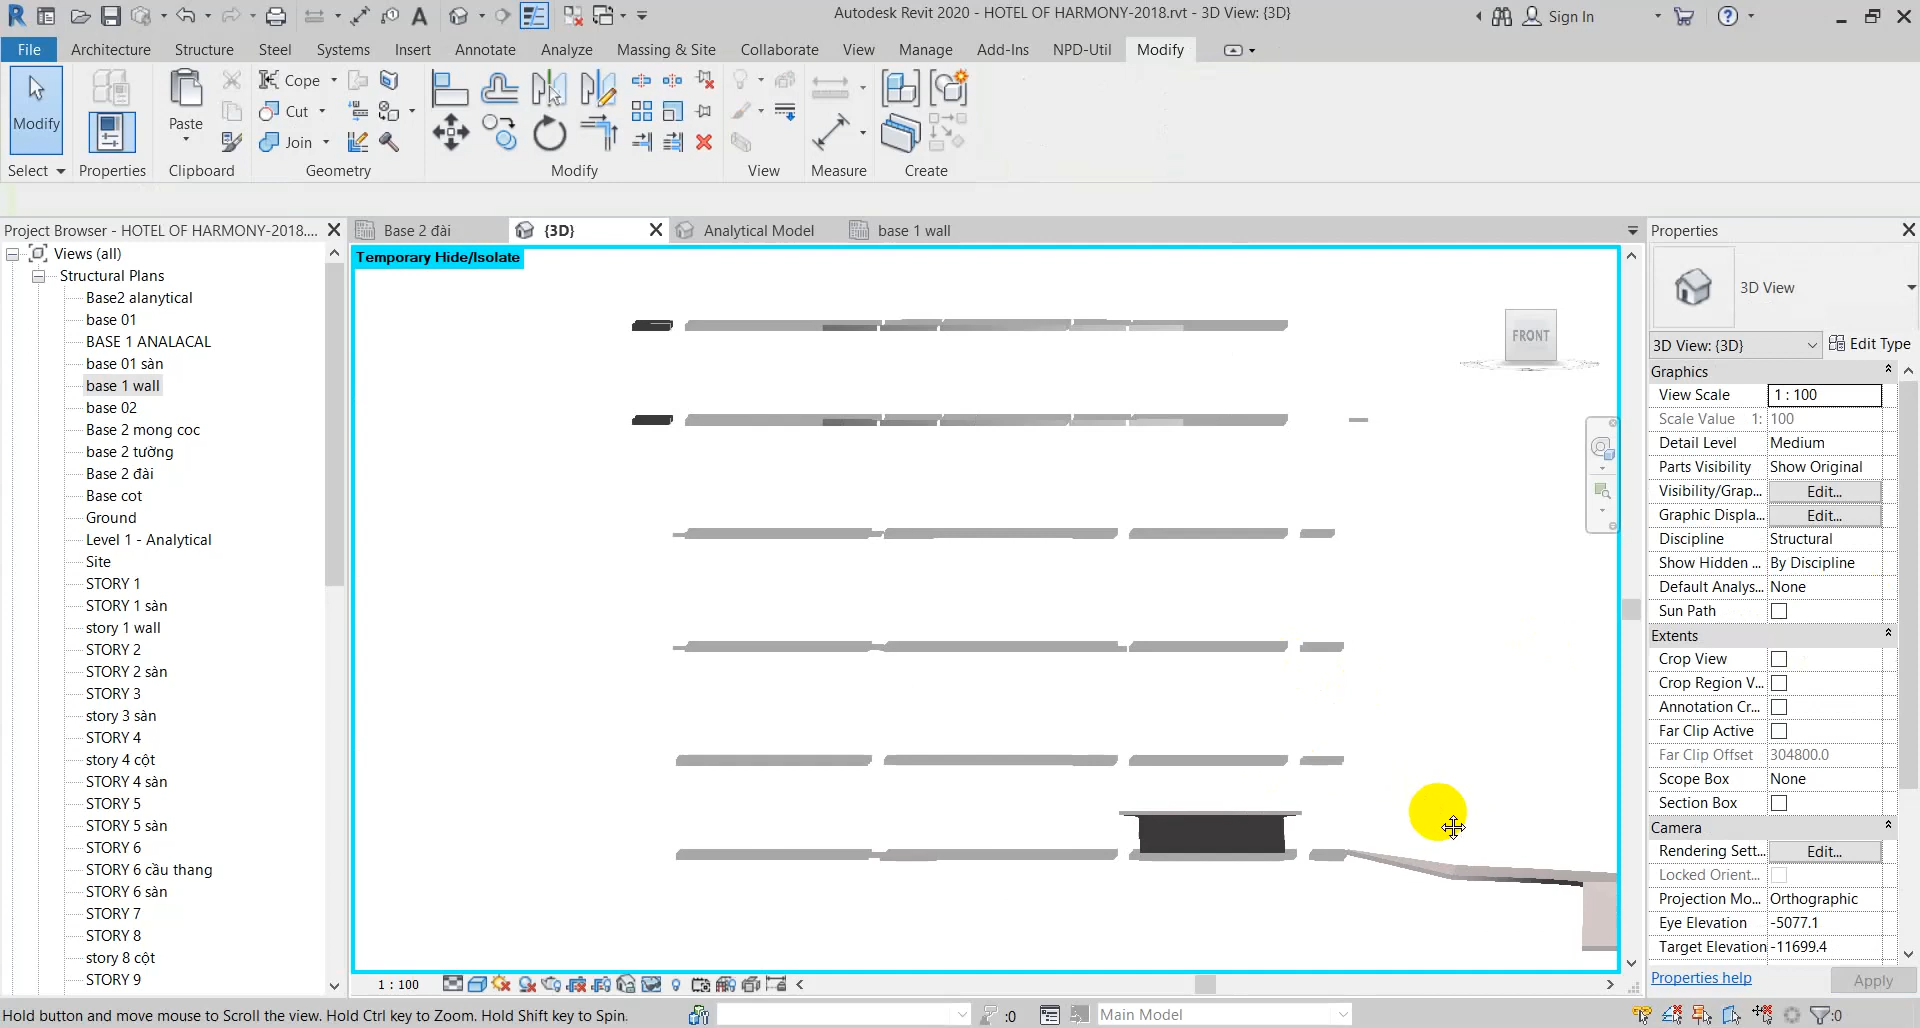 Autodesk Revit 2020 - HOTEL OF HARMONY-2018.rvt - 3D View: {3D}
Sign In
File Architecture Structure Steel Systems Insert Annotate Analyze Massing & Site Collaborate View Manage Add-Ins NPD-Util Modify
Modify
Paste
Cope
Cut
Join
Select Properties Clipboard Geometry Modify View Measure Create
Project Browser - HOTEL OF HARMONY-2018....
Base 2 đài
{3D}
Analytical Model
base 1 wall
Properties
Views (all)
Structural Plans
Base2 alanytical
base 01
BASE 1 ANALACAL
base 01 sàn
base 1 wall
base 02
Base 2 mong coc
base 2 tường
Base 2 đài
Base cot
Ground
Level 1 - Analytical
Site
STORY 1
STORY 1 sàn
story 1 wall
STORY 2
STORY 2 sàn
STORY 3
story 3 sàn
STORY 4
story 4 cột
STORY 4 sàn
STORY 5
STORY 5 sàn
STORY 6
STORY 6 cầu thang
STORY 6 sàn
STORY 7
STORY 8
story 8 cột
STORY 9
Temporary Hide/Isolate
FRONT
3D View
3D View: {3D} Edit Type
Graphics
View Scale 1 : 100
Scale Value 1: 100
Detail Level Medium
Parts Visibility Show Original
Visibility/Grap... Edit...
Graphic Displa... Edit...
Discipline Structural
Show Hidden ... By Discipline
Default Analys... None
Sun Path
Extents
Crop View
Crop Region V...
Annotation Cr...
Far Clip Active
Far Clip Offset 304800.0
Scope Box None
Section Box
Camera
Rendering Sett... Edit...
Locked Orient...
Projection Mo... Orthographic
Eye Elevation -5077.1
Target Elevation -11699.4
Properties help Apply
1 : 100
Hold button and move mouse to Scroll the view. Hold Ctrl key to Zoom. Hold Shift key to Spin.
:0
Main Model
:0